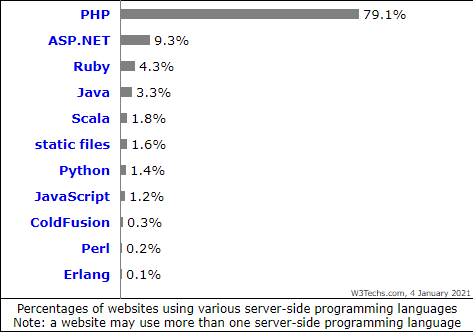 PHP 79.1%
ASP.NET 9.3%
Ruby 4.3%
Java 3.3%
Scala 1.8%
static files 1.6%
Python 1.4%
JavaScript 1.2%
ColdFusion 0.3%
Perl 0.2%
Erlang 0.1%
W3Techs.com, 4 January 2021
Percentages of websites using various server-side programming languages
Note: a website may use more than one server-side programming language